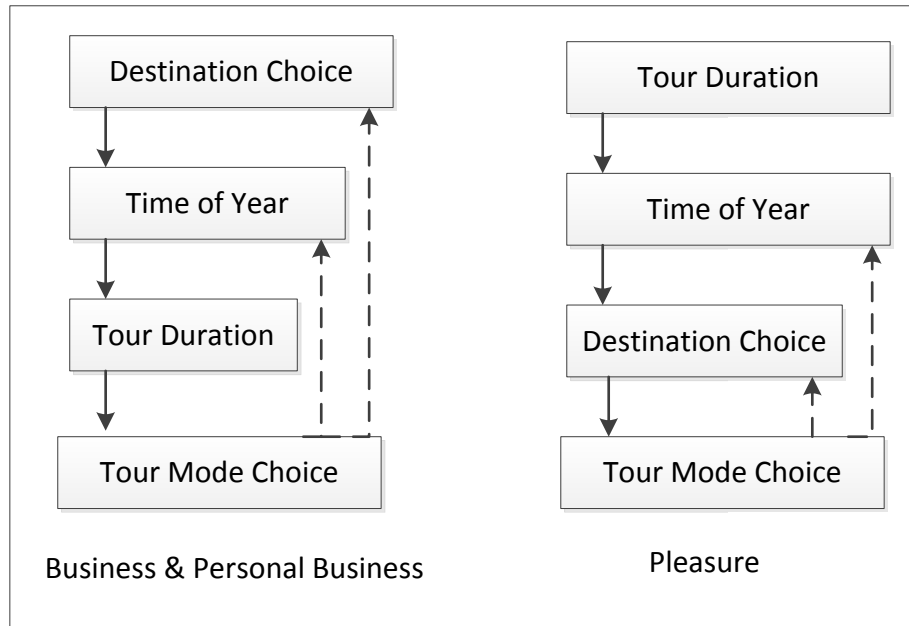 Destination Choice
Time of Year
Tour Duration
Tour Mode Choice
Business & Personal Business
Tour Duration
Time of Year
Destination Choice
Tour Mode Choice
Pleasure